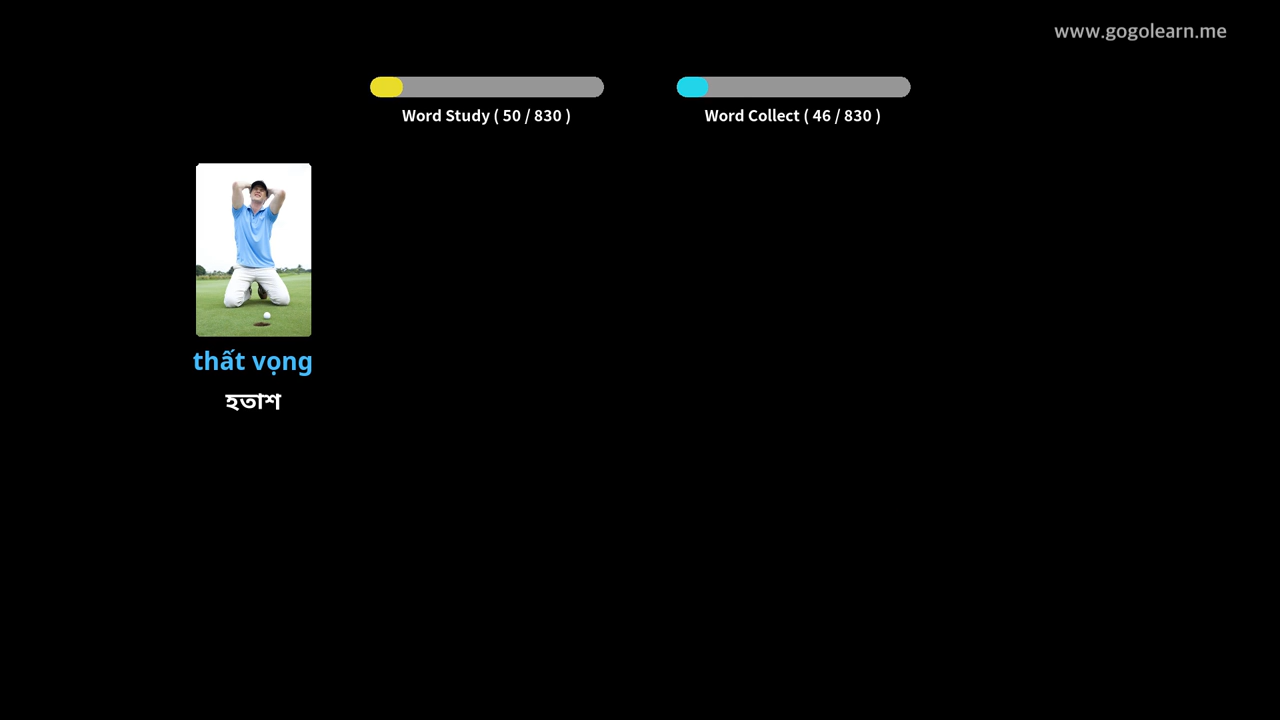 www.gogolearn.me
Word Study ( 50 / 830 )
Word Collect ( 46 / 830 )
thất vọng
হতাশ